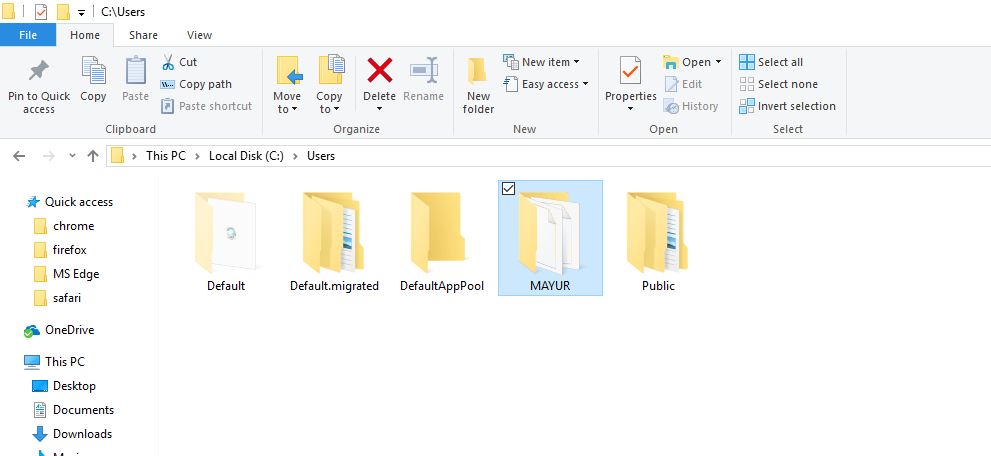 C:\Users
File Home Share View
Pin to Quick access
Copy
Paste
Cut
Copy path
Paste shortcut
Clipboard
Move to
Copy to
Delete
Rename
Organize
New folder
New item
Easy access
New
Properties
Open
Edit
History
Open
Select all
Select none
Invert selection
Select
This PC > Local Disk (C:) > Users
Quick access
chrome
firefox
MS Edge
safari
OneDrive
This PC
Desktop
Documents
Downloads
Default
Default.migrated
DefaultAppPool
MAYUR
Public